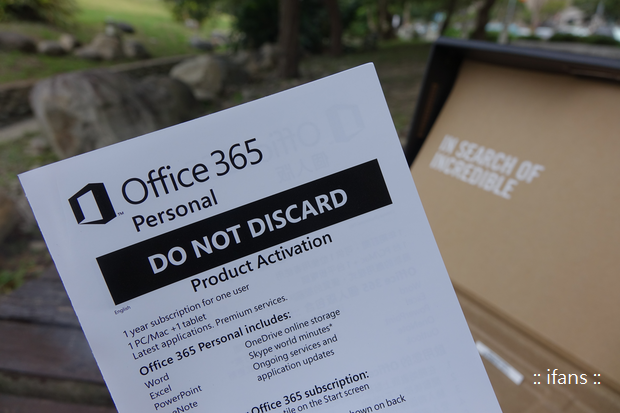 Office 365
Personal
DO NOT DISCARD
Product Activation
English
1 year subscription for one user
1 PC/Mac +1 tablet
Latest applications. Premium services.
Office 365 Personal includes:
Word
Excel
PowerPoint
OneDrive online storage
Skype world minutes*
Ongoing services and
application updates
Office 365 subscription:
tile on the Start screen
shown on back
IN SEARCH OF
INCREDIBLE
:: ifans ::